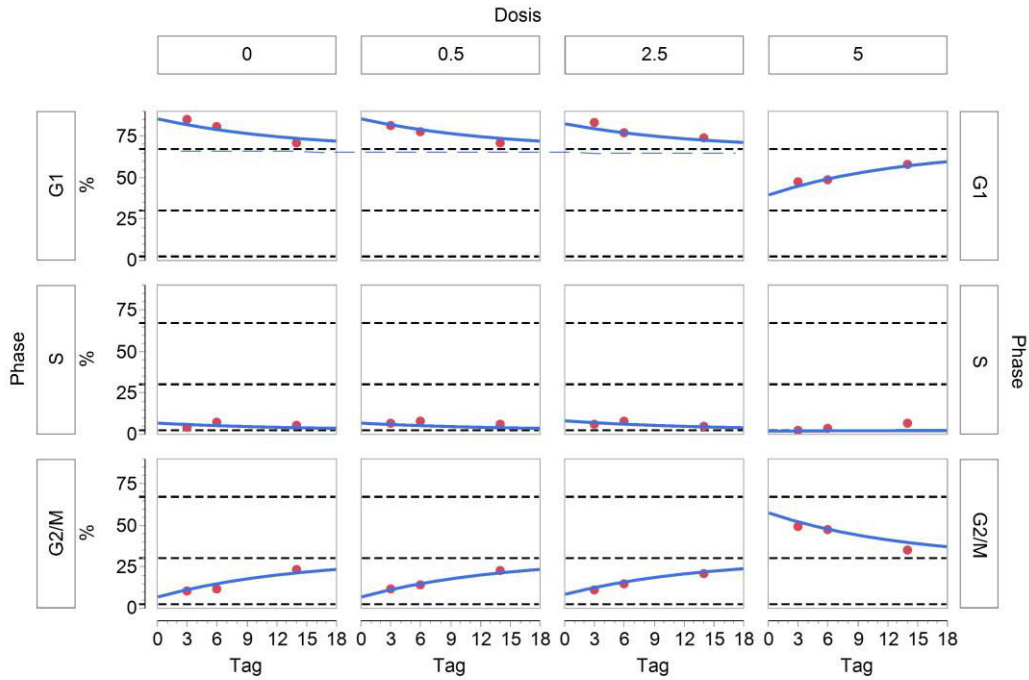 Dosis
0 0.5 2.5 5
G1 % 75 50 25 0 G1
Phase S % 75 50 25 0 S Phase
G2/M % 75 50 25 0 G2/M
0 3 6 9 12 15 18 0 3 6 9 12 15 18 0 3 6 9 12 15 18 0 3 6 9 12 15 18
Tag Tag Tag Tag